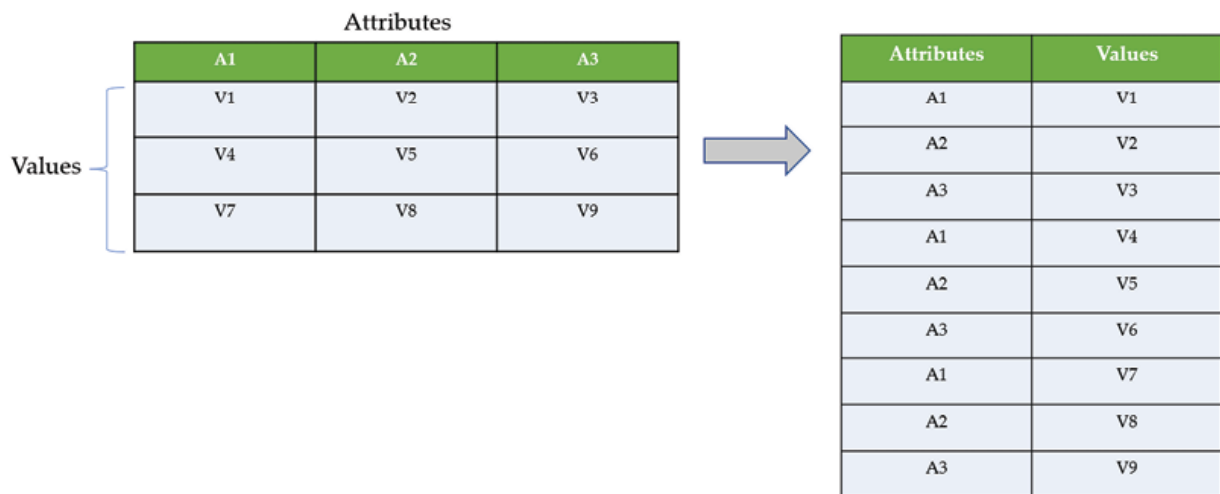 Attributes
A1 A2 A3
V1 V2 V3
Values
V4 V5 V6
V7 V8 V9
Attributes Values
A1 V1
A2 V2
A3 V3
A1 V4
A2 V5
A3 V6
A1 V7
A2 V8
A3 V9